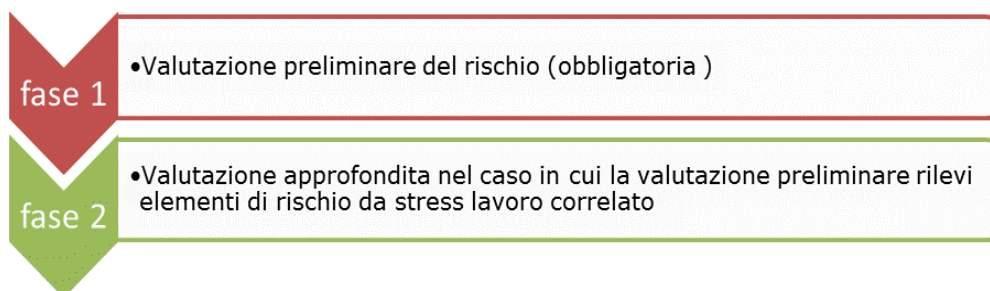 fase 1
•Valutazione preliminare del rischio (obbligatoria )
fase 2
•Valutazione approfondita nel caso in cui la valutazione preliminare rilevi
elementi di rischio da stress lavoro correlato